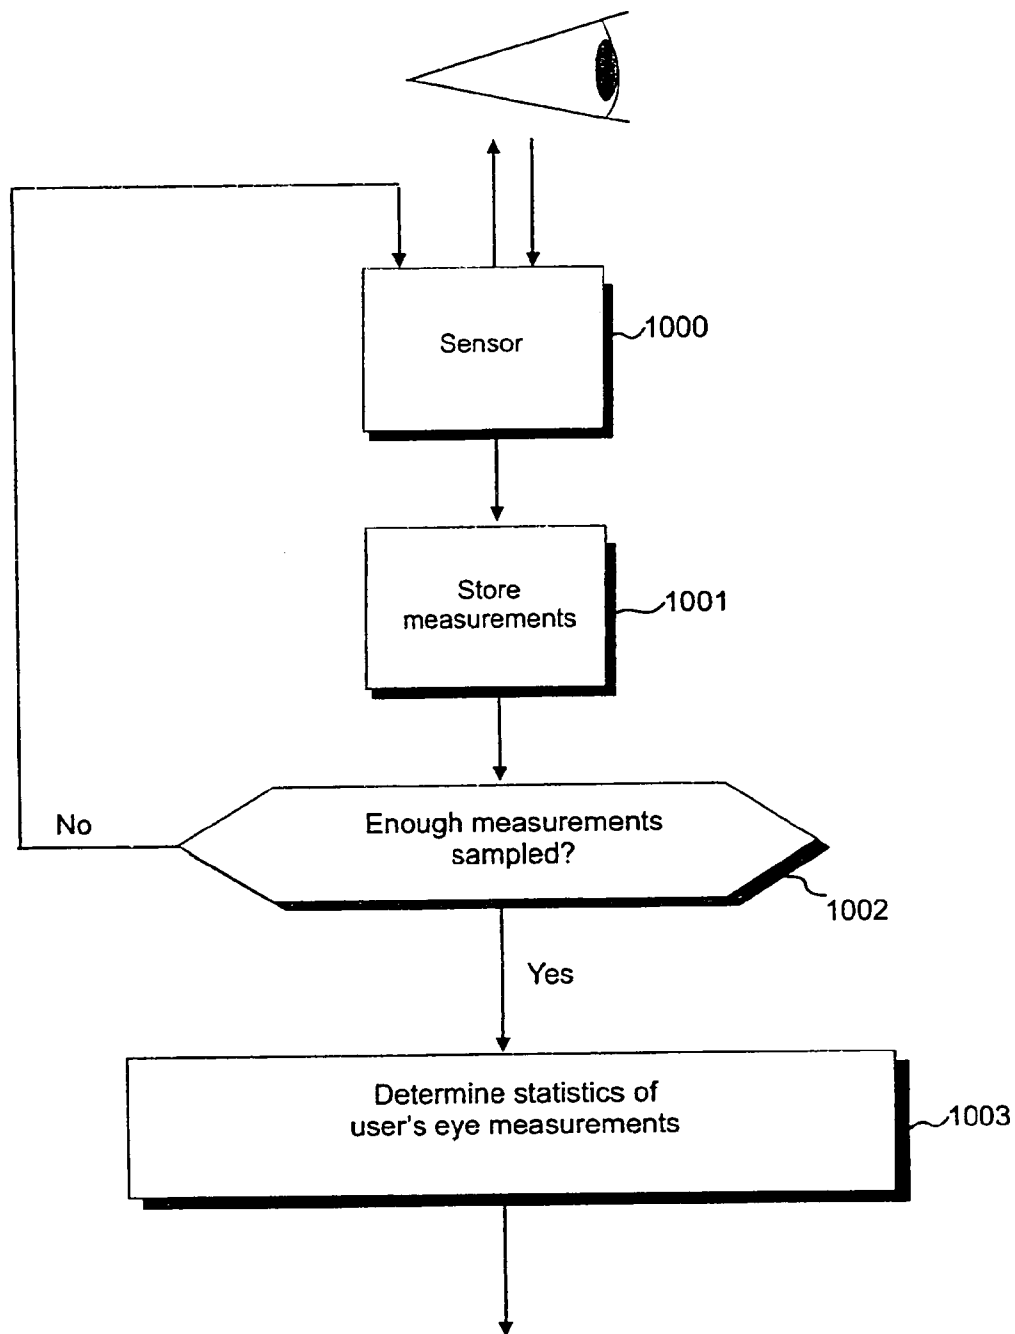 Sensor
1000
Store
measurements
1001
Enough measurements
sampled?
No
1002
Yes
Determine statistics of
user's eye measurements
1003